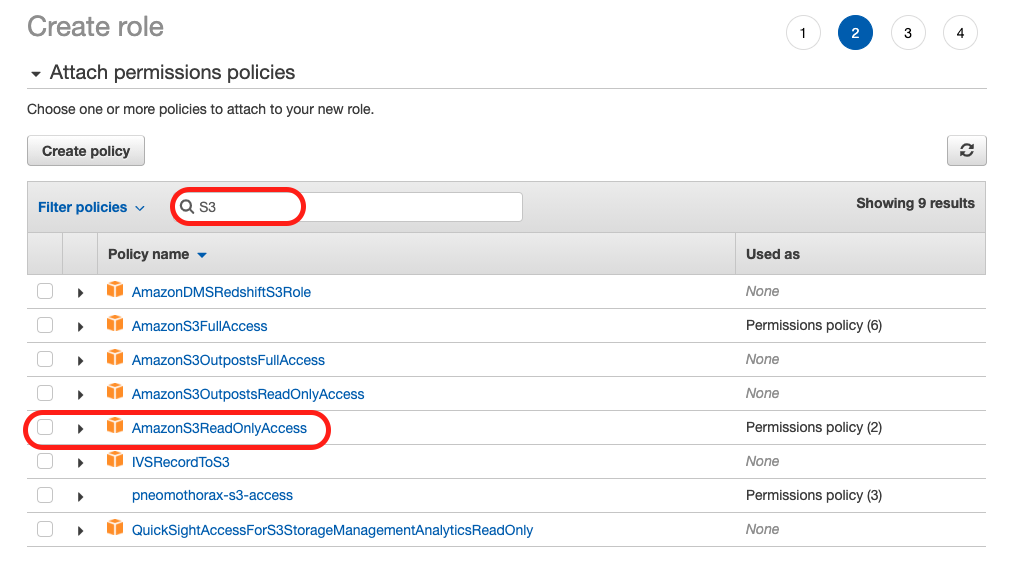 Create role
1 2 3 4
Attach permissions policies
Choose one or more policies to attach to your new role.
Create policy
Filter policies S3 Showing 9 results
Policy name Used as
AmazonDMSRedshiftS3Role None
AmazonS3FullAccess Permissions policy (6)
AmazonS3OutpostsFullAccess None
AmazonS3OutpostsReadOnlyAccess None
AmazonS3ReadOnlyAccess Permissions policy (2)
IVSRecordToS3 None
pneomothorax-s3-access Permissions policy (3)
QuickSightAccessForS3StorageManagementAnalyticsReadOnly None